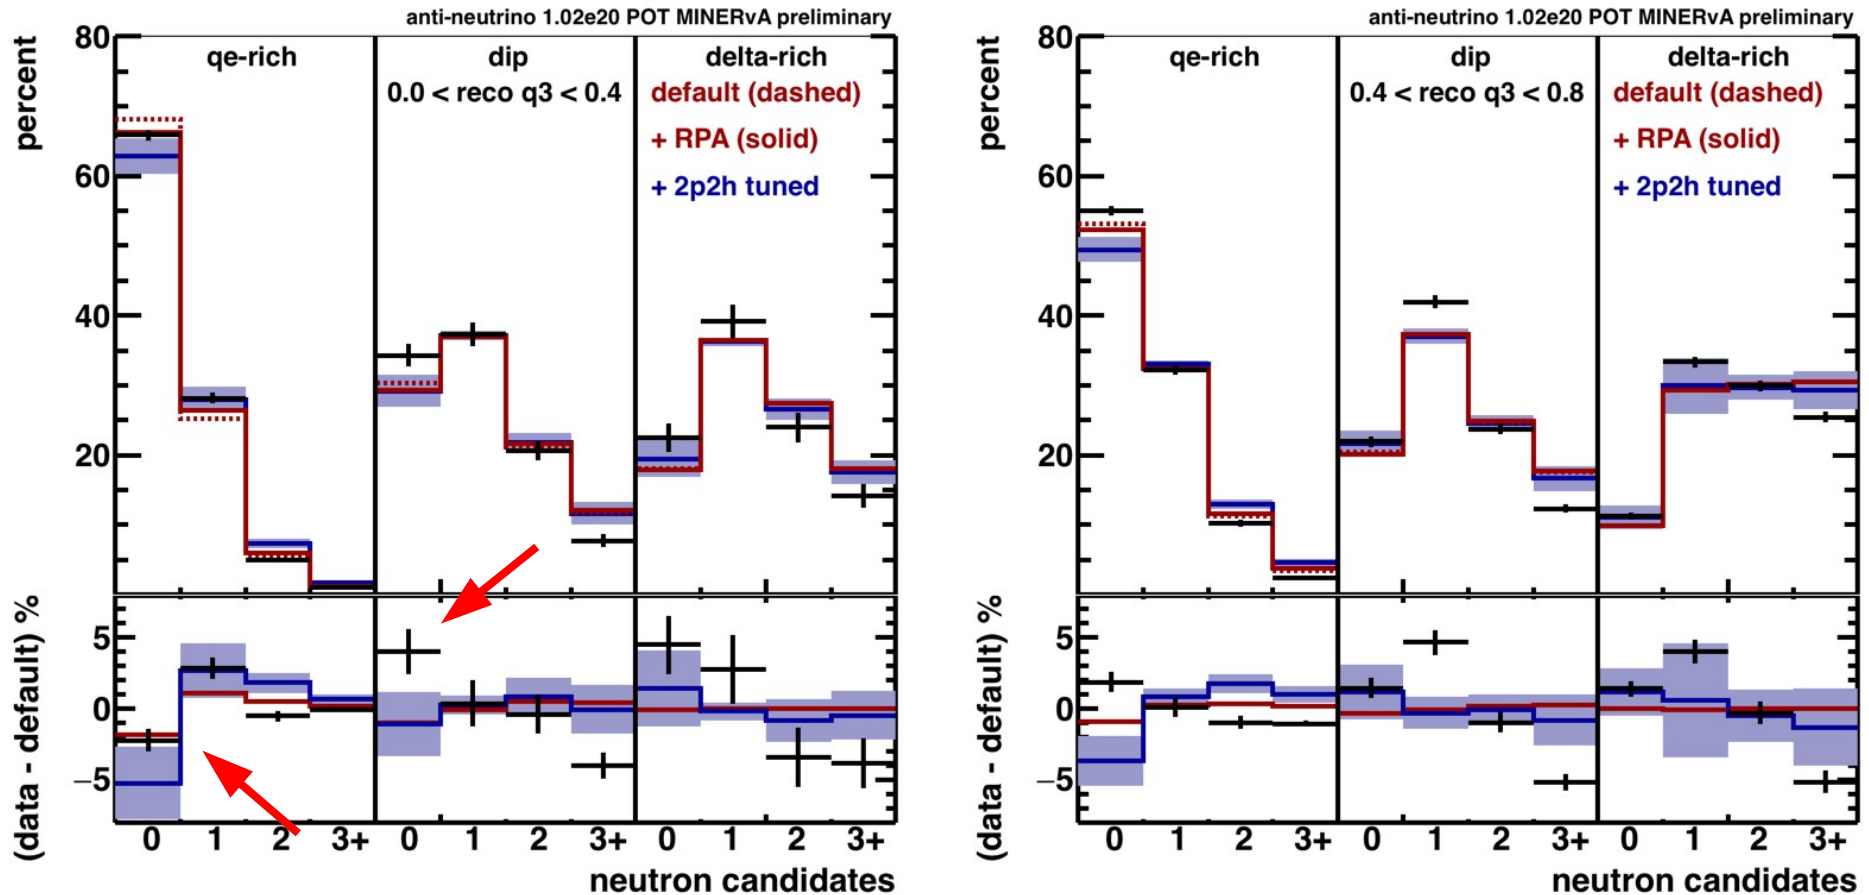 anti-neutrino 1.02e20 POT MINERvA preliminary
80
60
40
20
percent
qe-rich
dip
delta-rich
0.0 < reco q3 < 0.4
default (dashed)
+ RPA (solid)
+ 2p2h tuned
(data - default) %
5
0
−5
0 1 2 3+ 0 1 2 3+ 0 1 2 3+
neutron candidates
anti-neutrino 1.02e20 POT MINERvA preliminary
80
60
40
20
percent
qe-rich
dip
delta-rich
0.4 < reco q3 < 0.8
default (dashed)
+ RPA (solid)
+ 2p2h tuned
(data - default) %
5
0
−5
0 1 2 3+ 0 1 2 3+ 0 1 2 3+
neutron candidates